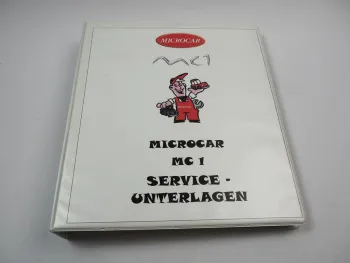 MICROCAR
MC1
MICROCAR
MC 1
SERVICE -
UNTERLAGEN